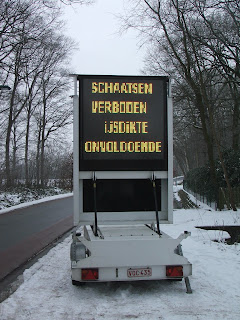 SCHAATSEN
VERBODEN
IJSDIKTE
ONVOLDOENDE